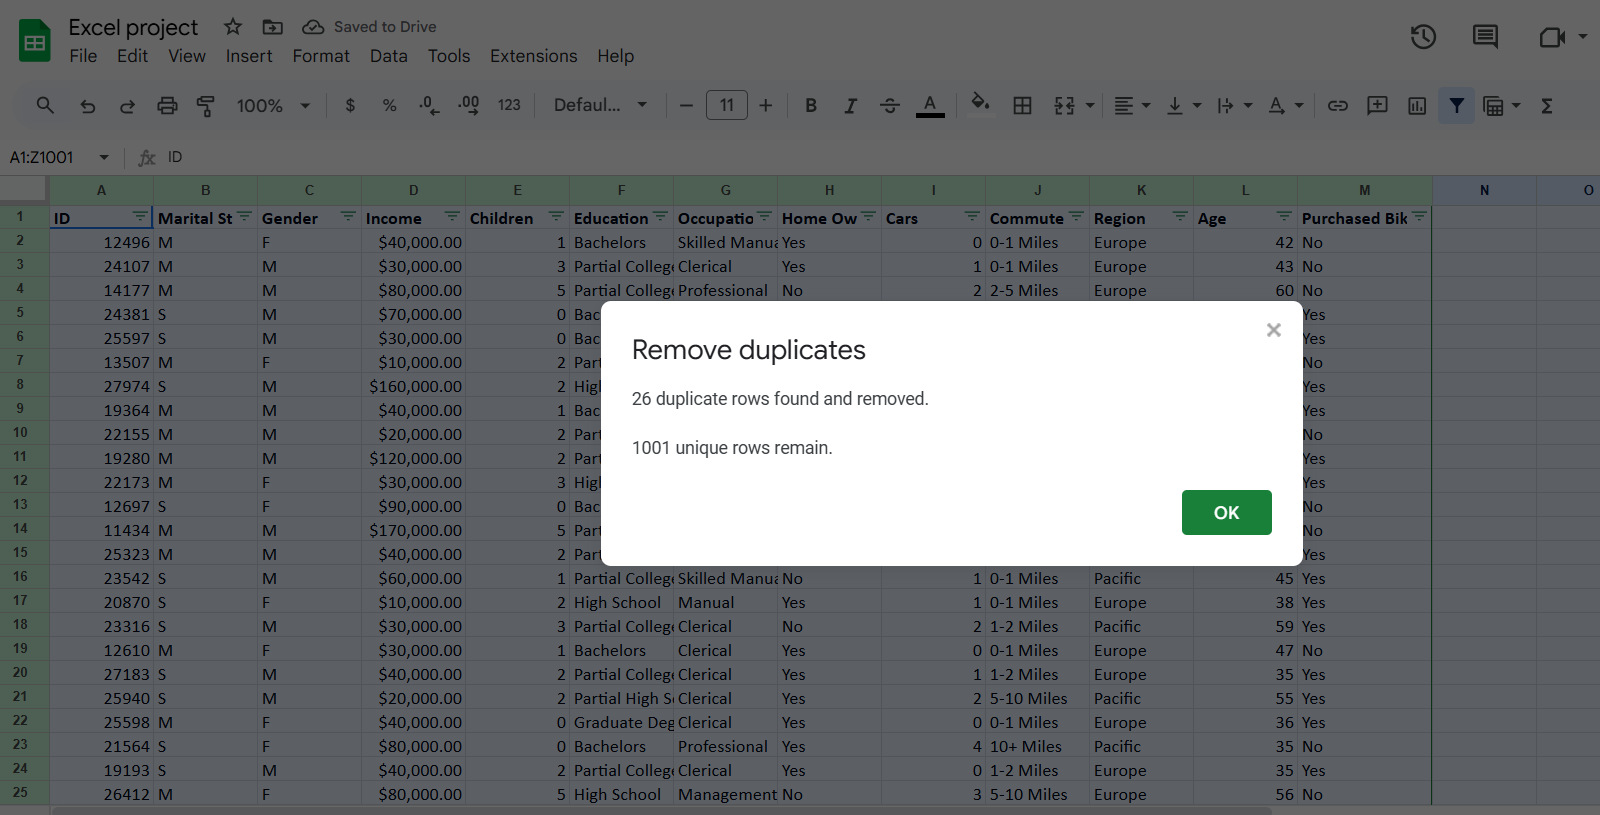 Excel project Saved to Drive
File Edit View Insert Format Data Tools Extensions Help
100% $ % .0 .00 123 Defaul... 11 B I A A Σ
A1:Z1001 fx ID
A B C D E F G H I J K L M N O
1 ID Marital St Gender Income Children Education Occupatio Home Ow Cars Commute Region Age Purchased Bik
2 12496 M F $40,000.00 1 Bachelors Skilled Manua Yes 0 0-1 Miles Europe 42 No
3 24107 M M $30,000.00 3 Partial Colleg Clerical Yes 1 0-1 Miles Europe 43 No
4 14177 M M $80,000.00 5 Partial Colleg Professional No 2 2-5 Miles Europe 60 No
5 24381 S M $70,000.00 0 Bac Yes
6 25597 S M $30,000.00 0 Bac Yes
7 13507 M F $10,000.00 2 Part No
8 27974 S M $160,000.00 2 High Yes
9 19364 M M $40,000.00 1 Bac Yes
10 22155 M M $20,000.00 2 Part No
11 19280 M M $120,000.00 2 Part Yes
12 22173 M F $30,000.00 3 High Yes
13 12697 S F $90,000.00 0 Bac No
14 11434 M M $170,000.00 5 Part No
15 25323 M M $40,000.00 2 Part Yes
16 23542 S M $60,000.00 1 Partial Colleg Skilled Manua No 1 0-1 Miles Pacific 45 Yes
17 20870 S F $10,000.00 2 High School Manual Yes 1 0-1 Miles Europe 38 Yes
18 23316 S M $30,000.00 3 Partial Colleg Clerical No 2 1-2 Miles Pacific 59 Yes
19 12610 M F $30,000.00 1 Bachelors Clerical Yes 0 0-1 Miles Europe 47 No
20 27183 S M $40,000.00 2 Partial Colleg Clerical Yes 1 1-2 Miles Europe 35 Yes
21 25940 S M $20,000.00 2 Partial High S Clerical Yes 2 5-10 Miles Pacific 55 Yes
22 25598 M F $40,000.00 0 Graduate Deg Clerical Yes 0 0-1 Miles Europe 36 Yes
23 21564 S F $80,000.00 0 Bachelors Professional Yes 4 10+ Miles Pacific 35 No
24 19193 S M $40,000.00 2 Partial Colleg Clerical Yes 0 1-2 Miles Europe 35 Yes
25 26412 M F $80,000.00 5 High School Management No 3 5-10 Miles Europe 56 No
Remove duplicates
26 duplicate rows found and removed.
1001 unique rows remain.
OK